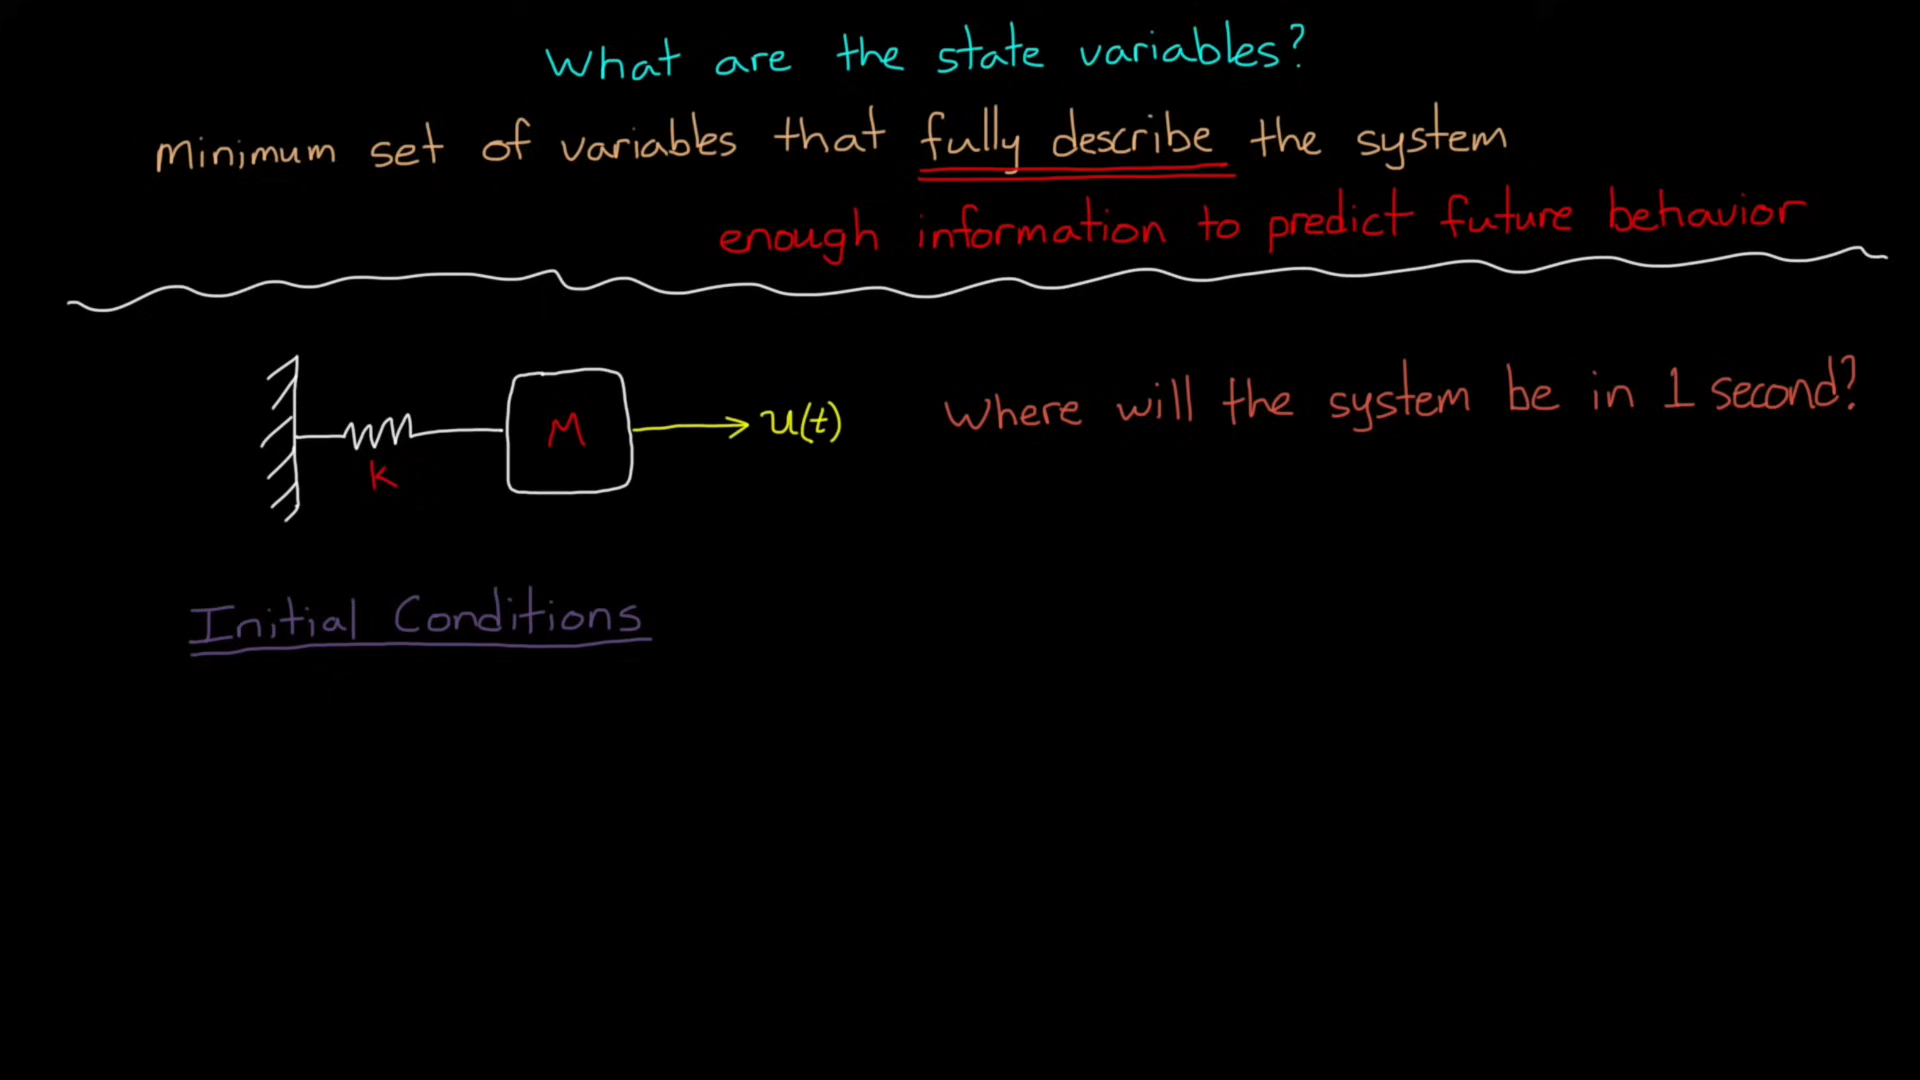 What are the state variables?
Minimum set of variables that fully describe the system
enough information to predict future behavior
M
u(t)
Where will the system be in 1 second?
K
Initial Conditions